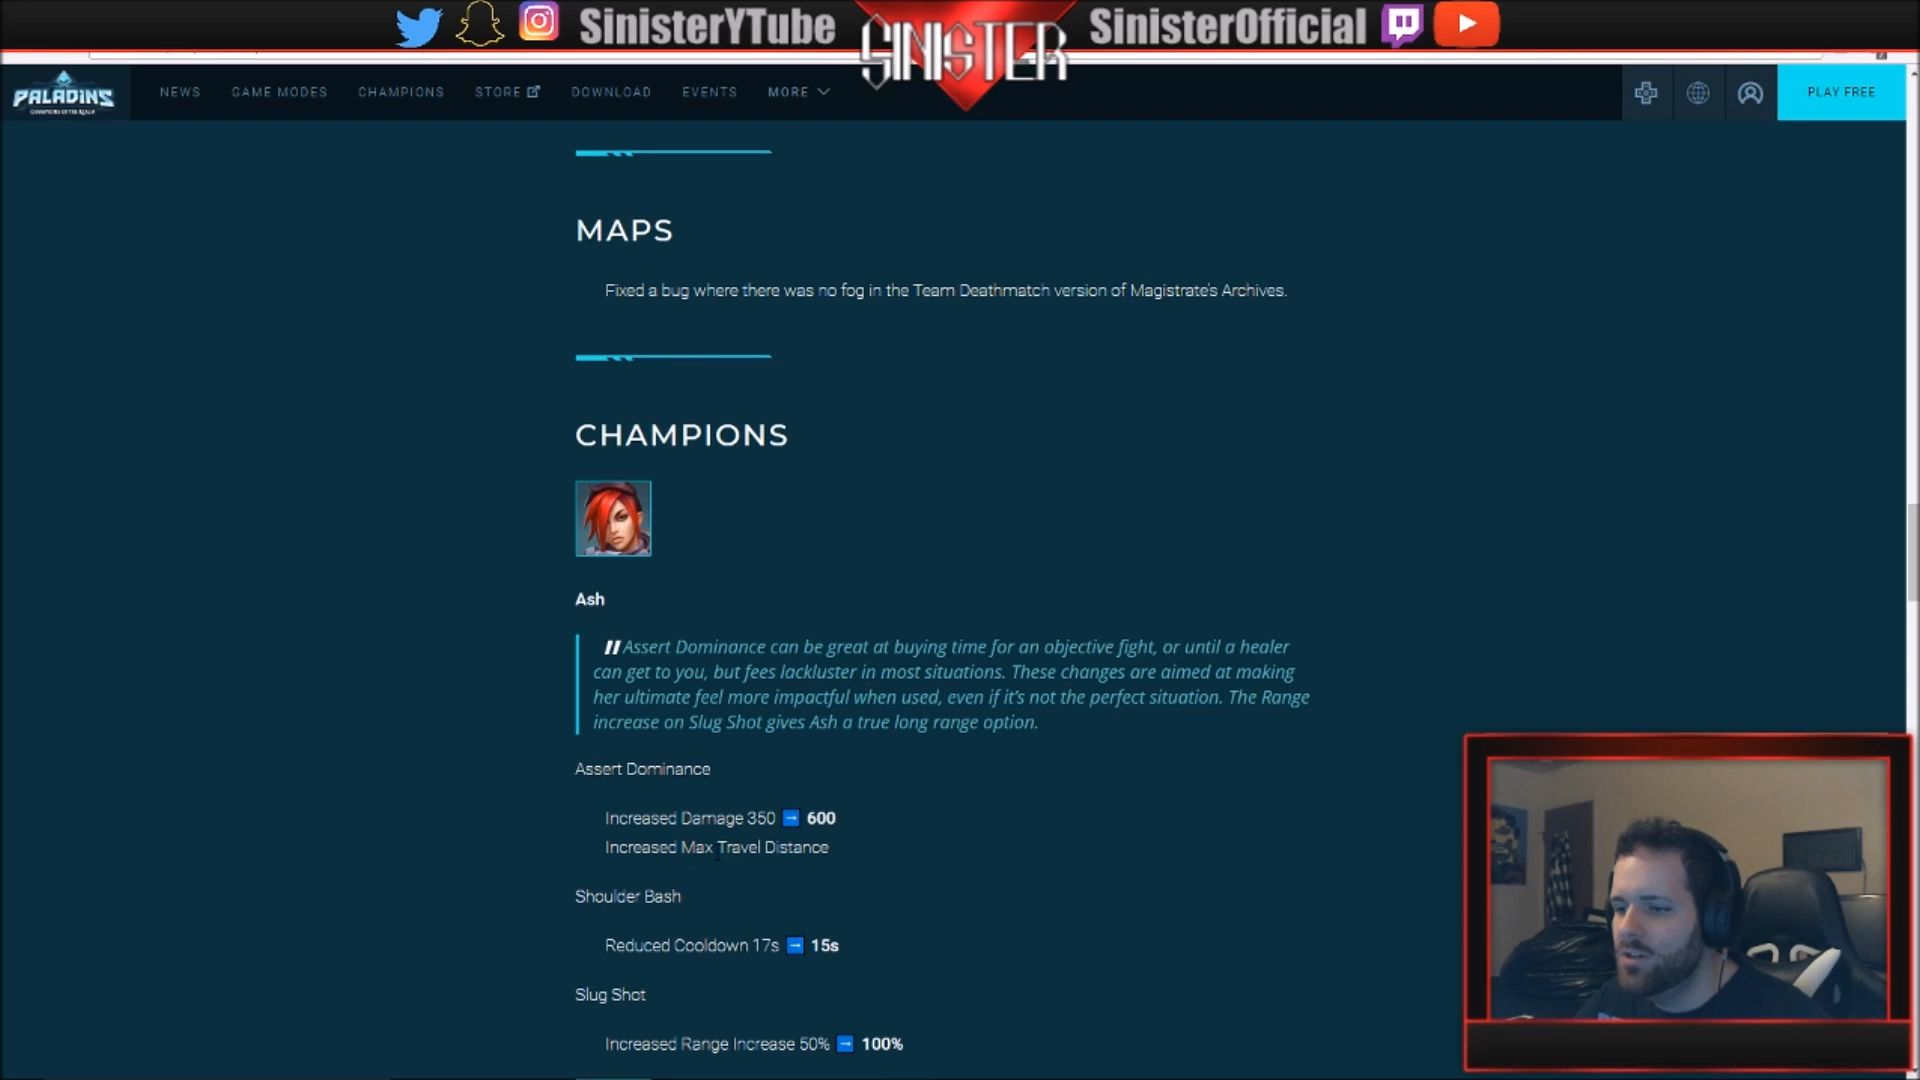 SinisterYTube SINISTER SinisterOfficial
PALADINS NEWS GAME MODES CHAMPIONS STORE DOWNLOAD EVENTS MORE PLAY FREE
CHAMPIONS OF THE REALM
MAPS
Fixed a bug where there was no fog in the Team Deathmatch version of Magistrate's Archives.
CHAMPIONS
Ash
Assert Dominance can be great at buying time for an objective fight, or until a healer
can get to you, but fees lackluster in most situations. These changes are aimed at making
her ultimate feel more impactful when used, even if it's not the perfect situation. The Range
increase on Slug Shot gives Ash a true long range option.
Assert Dominance
Increased Damage 350 → 600
Increased Max Travel Distance
Shoulder Bash
Reduced Cooldown 17s → 15s
Slug Shot
Increased Range Increase 50% → 100%